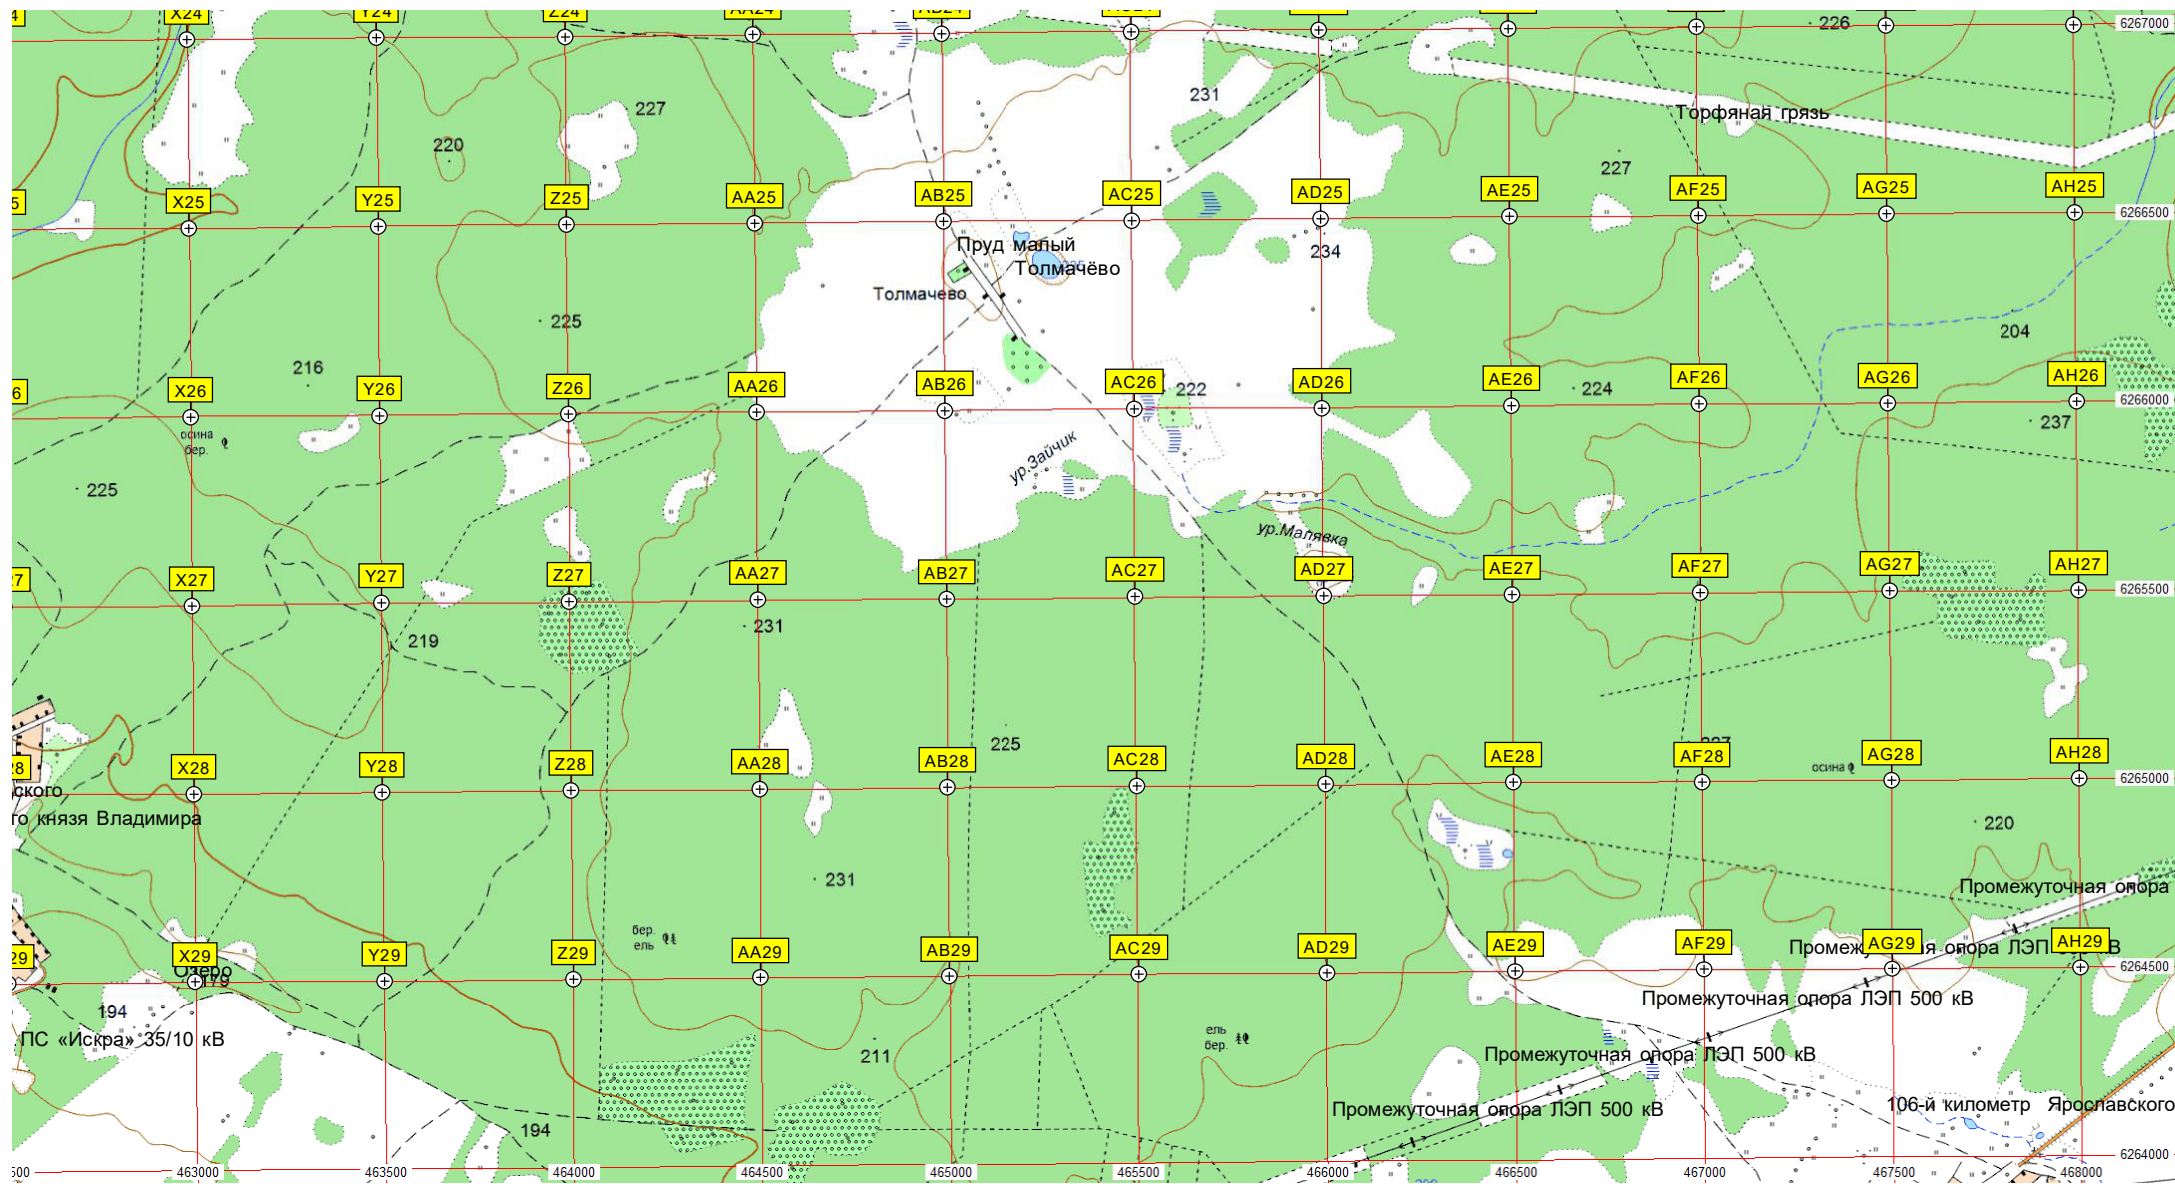 X24
Y24
Z24
AA24
AB24
6267000
226
227
231
Торфяная грязь
220
227
X25
Y25
Z25
AA25
AB25
AC25
AD25
AE25
AF25
AG25
AH25
6266500
Пруд малый
234
Толмачёво
Толмачево
225
204
216
X26
Y26
Z26
AA26
AB26
AC26
222
AD26
AE26
224
AF26
AG26
AH26
6266000
237
осина
бер.
ур.Зайчик
225
ур.Малявка
X27
Y27
Z27
AA27
AB27
AC27
AD27
AE27
AF27
AG27
AH27
6265500
219
231
225
227
X28
Y28
Z28
AA28
AB28
AC28
AD28
AE28
AF28
осина
AG28
AH28
6265000
ского
го князя Владимира
220
231
Промежуточная опора
бер.
ель
X29
Y29
Z29
AA29
AB29
AC29
AD29
AE29
AF29
AG29
AH29
6264500
Озеро
179
194
Промежуточная опора ЛЭП 500 кВ
ПС «Искра» 35/10 кВ
ель
бер.
211
Промежуточная опора ЛЭП 500 кВ
Промежуточная опора ЛЭП 500 кВ
106-й километр Ярославского
194
6264000
500
463000
463500
464000
464500
465000
465500
466000
466500
467000
467500
468000